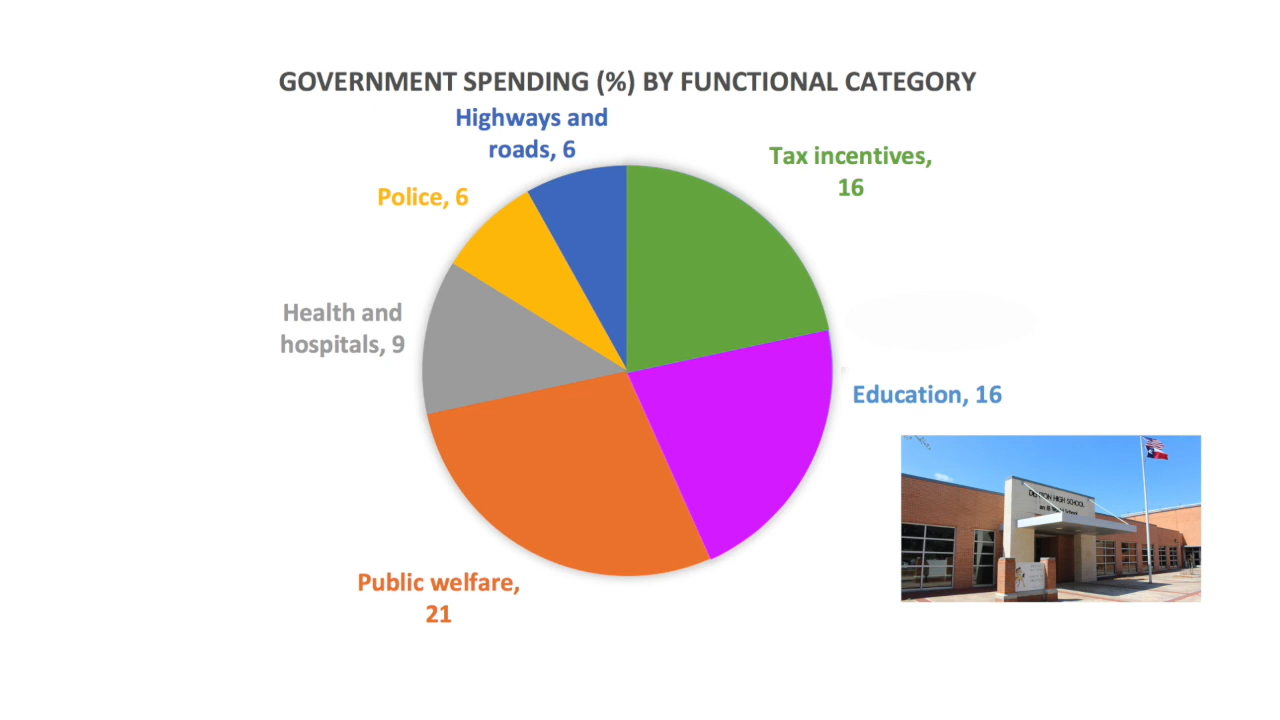 GOVERNMENT SPENDING (%) BY FUNCTIONAL CATEGORY
Highways and
roads, 6
Tax incentives,
16
Police, 6
Health and
hospitals, 9
Education, 16
HIGH SCHOOL
Public welfare,
21